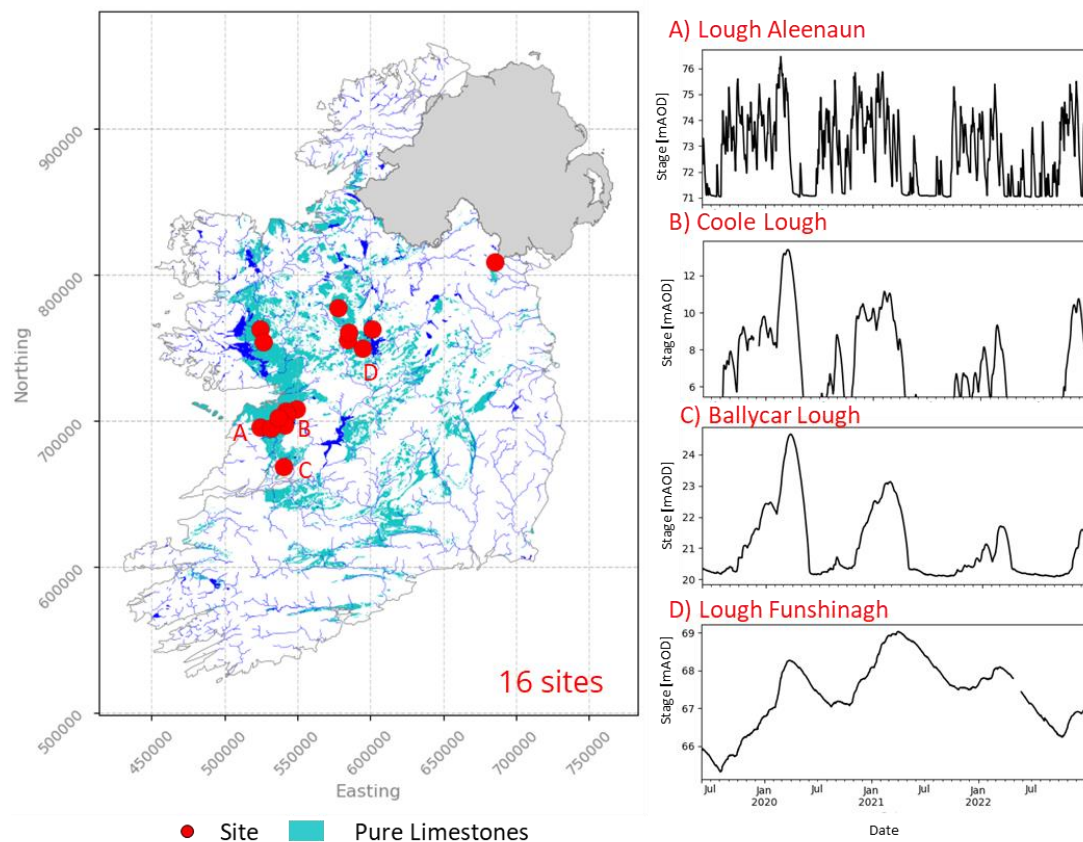 900000
800000
700000
600000
500000
Northing
A
B
C
D
16 sites
450000
500000
550000
600000
650000
700000
750000
Easting
Site
Pure Limestones
A) Lough Aleenaun
Stage [mAOD]
76
75
74
73
72
71
B) Coole Lough
Stage [mAOD]
12
10
8
6
C) Ballycar Lough
Stage [mAOD]
24
23
22
21
20
D) Lough Funshinagh
Stage [mAOD]
69
68
67
66
Jul
Jan
2020
Jul
Jan
2021
Jul
Jan
2022
Jul
Date